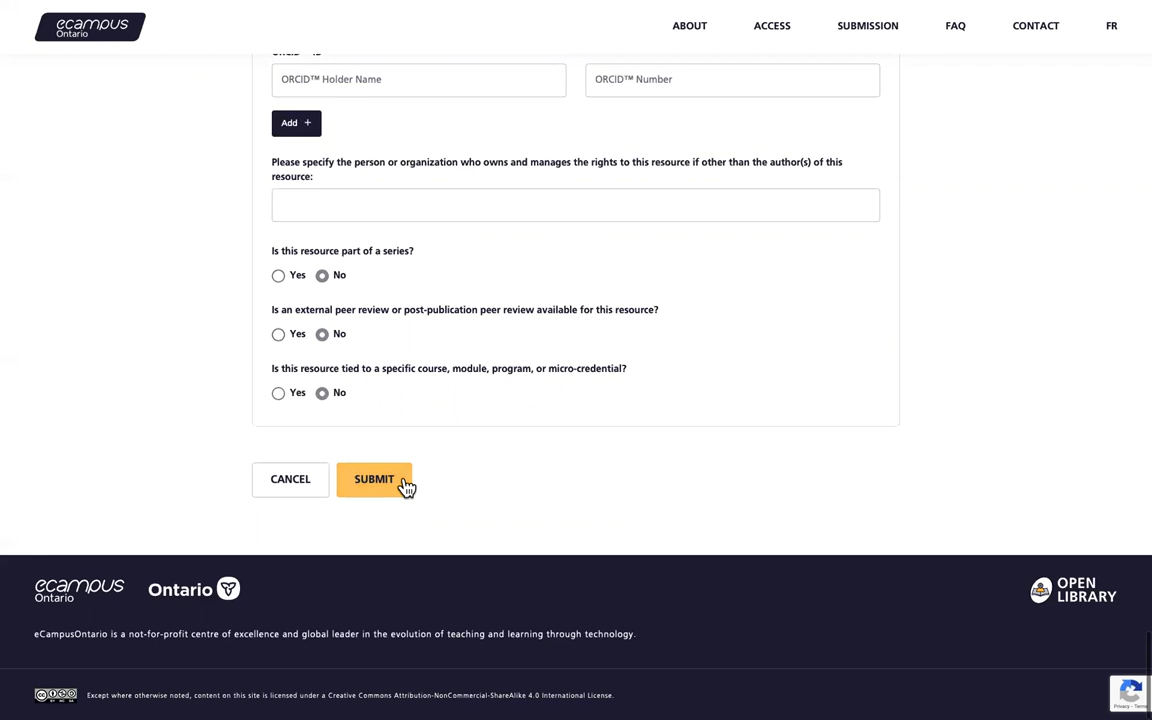 ecampus
Ontario
ABOUT
ACCESS
SUBMISSION
FAQ
CONTACT
FR
ORCID™ Holder Name
ORCID™ Number
Add +
Please specify the person or organization who owns and manages the rights to this resource if other than the author(s) of this
resource:
Is this resource part of a series?
Yes No
Is an external peer review or post-publication peer review available for this resource?
Yes No
Is this resource tied to a specific course, module, program, or micro-credential?
Yes No
CANCEL
SUBMIT
ecampus
Ontario
Ontario
OPEN
LIBRARY
eCampusOntario is a not-for-profit centre of excellence and global leader in the evolution of teaching and learning through technology.
Except where otherwise noted, content on this site is licensed under a Creative Commons Attribution-NonCommercial-ShareAlike 4.0 International License.
Privacy - Terms